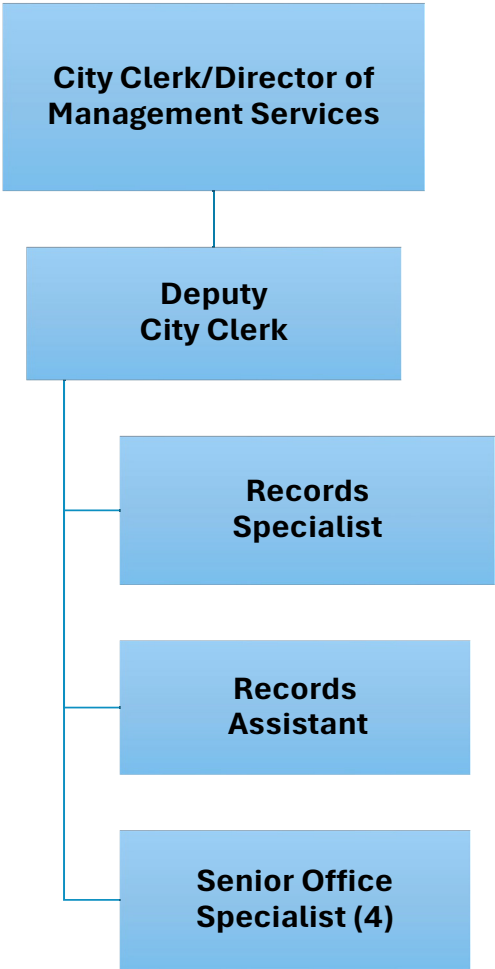 City Clerk/Director of
Management Services
Deputy
City Clerk
Records
Specialist
Records
Assistant
Senior Office
Specialist (4)